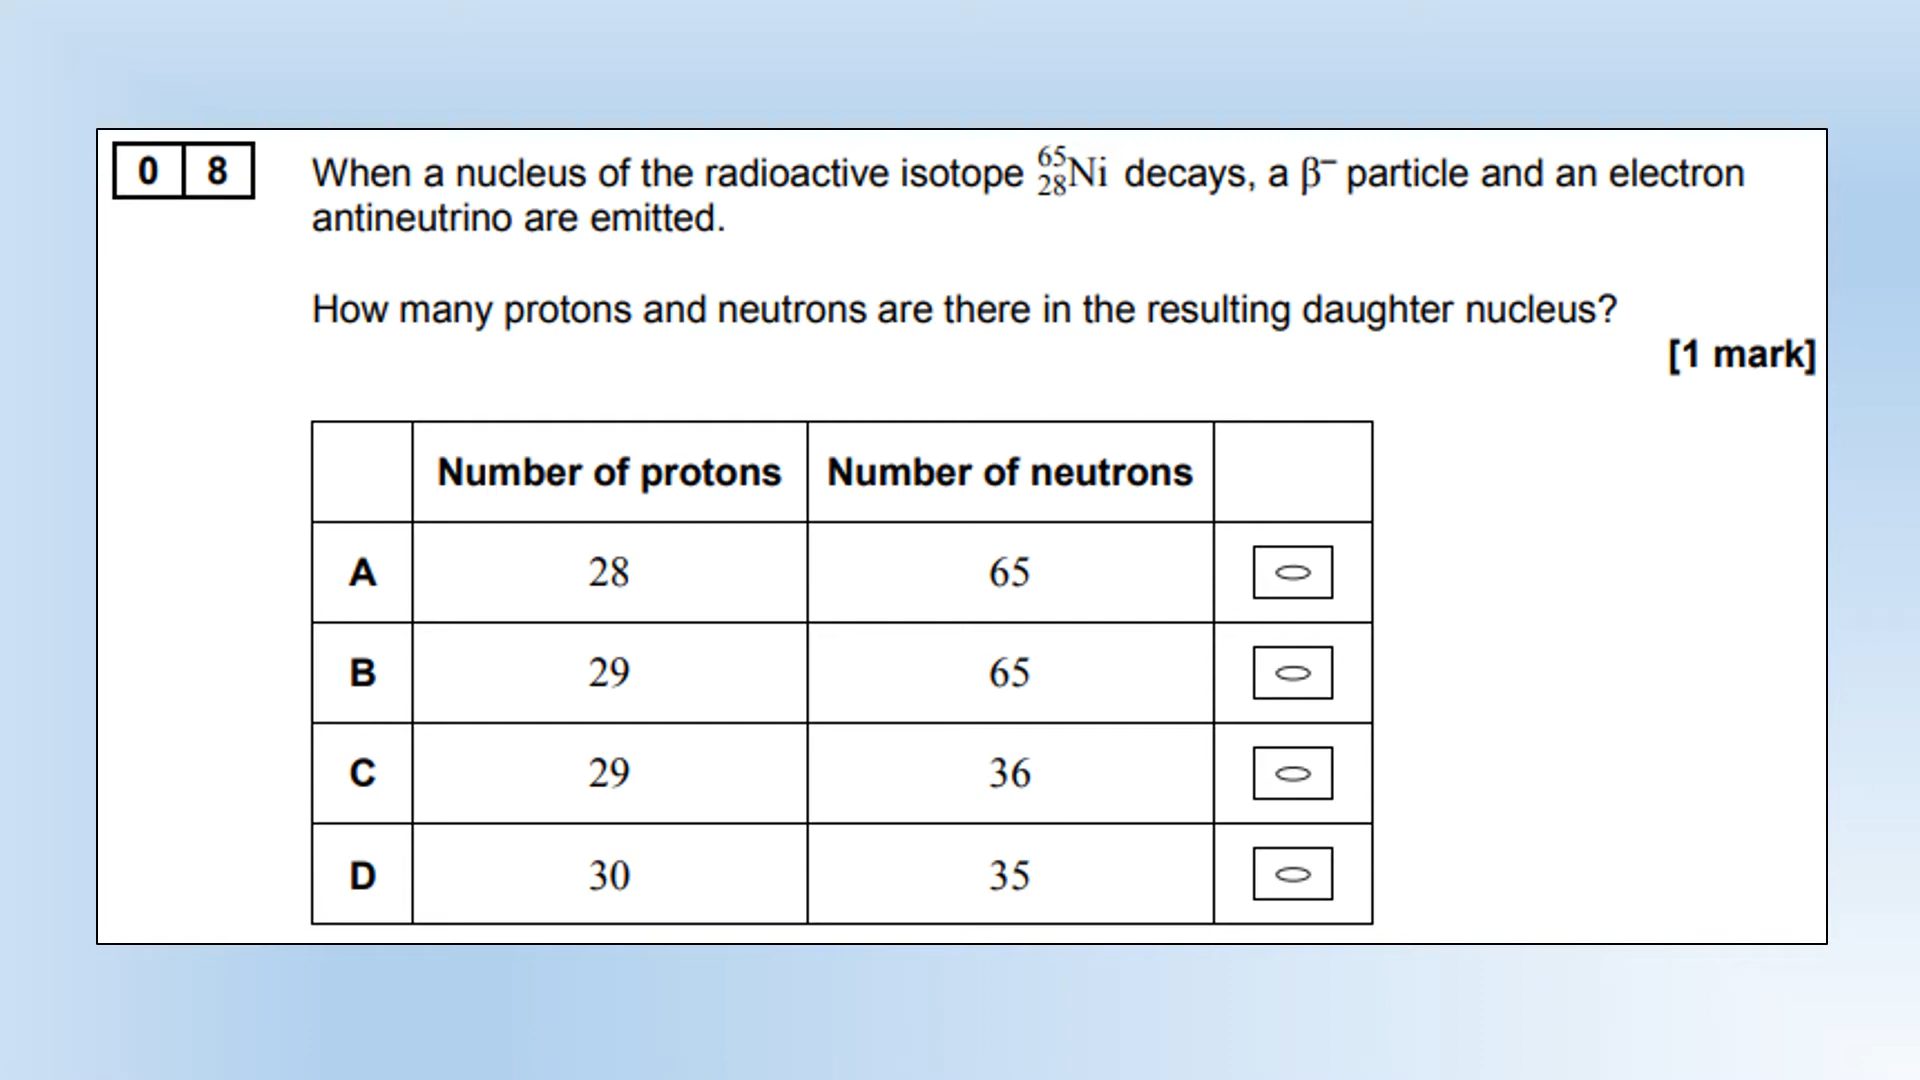 0 8
When a nucleus of the radioactive isotope ⁶⁵₂₈Ni decays, a β⁻ particle and an electron
antineutrino are emitted.
How many protons and neutrons are there in the resulting daughter nucleus?
[1 mark]
Number of protons Number of neutrons
A 28 65
B 29 65
C 29 36
D 30 35